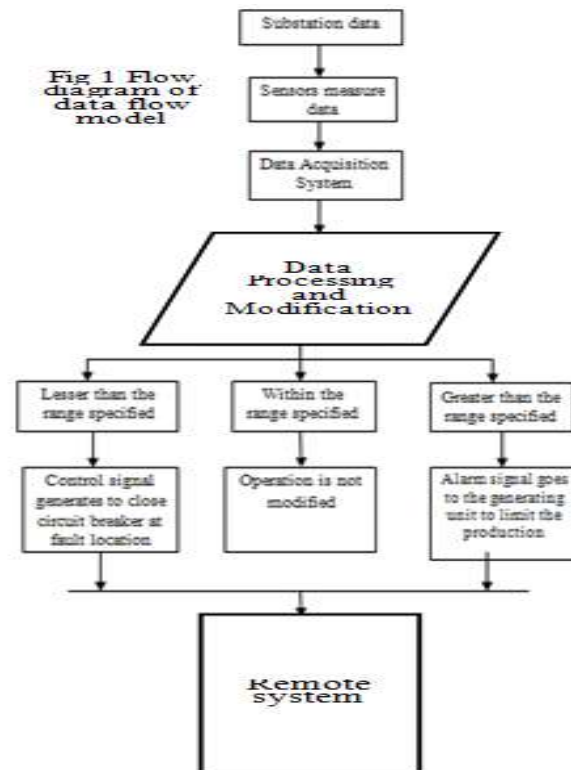 Substation data
Fig 1 Flow
diagram of
data flow
model
Sensors measure
data
Data Acquisition
System
Data
Processing
and
Modification
Lesser than the
range specified
Within the
range specified
Greater than the
range specified
Control signal
generates to close
circuit breaker at
fault location
Operation is not
modified
Alarm signal goes
to the generating
unit to limit the
production
Remote
system